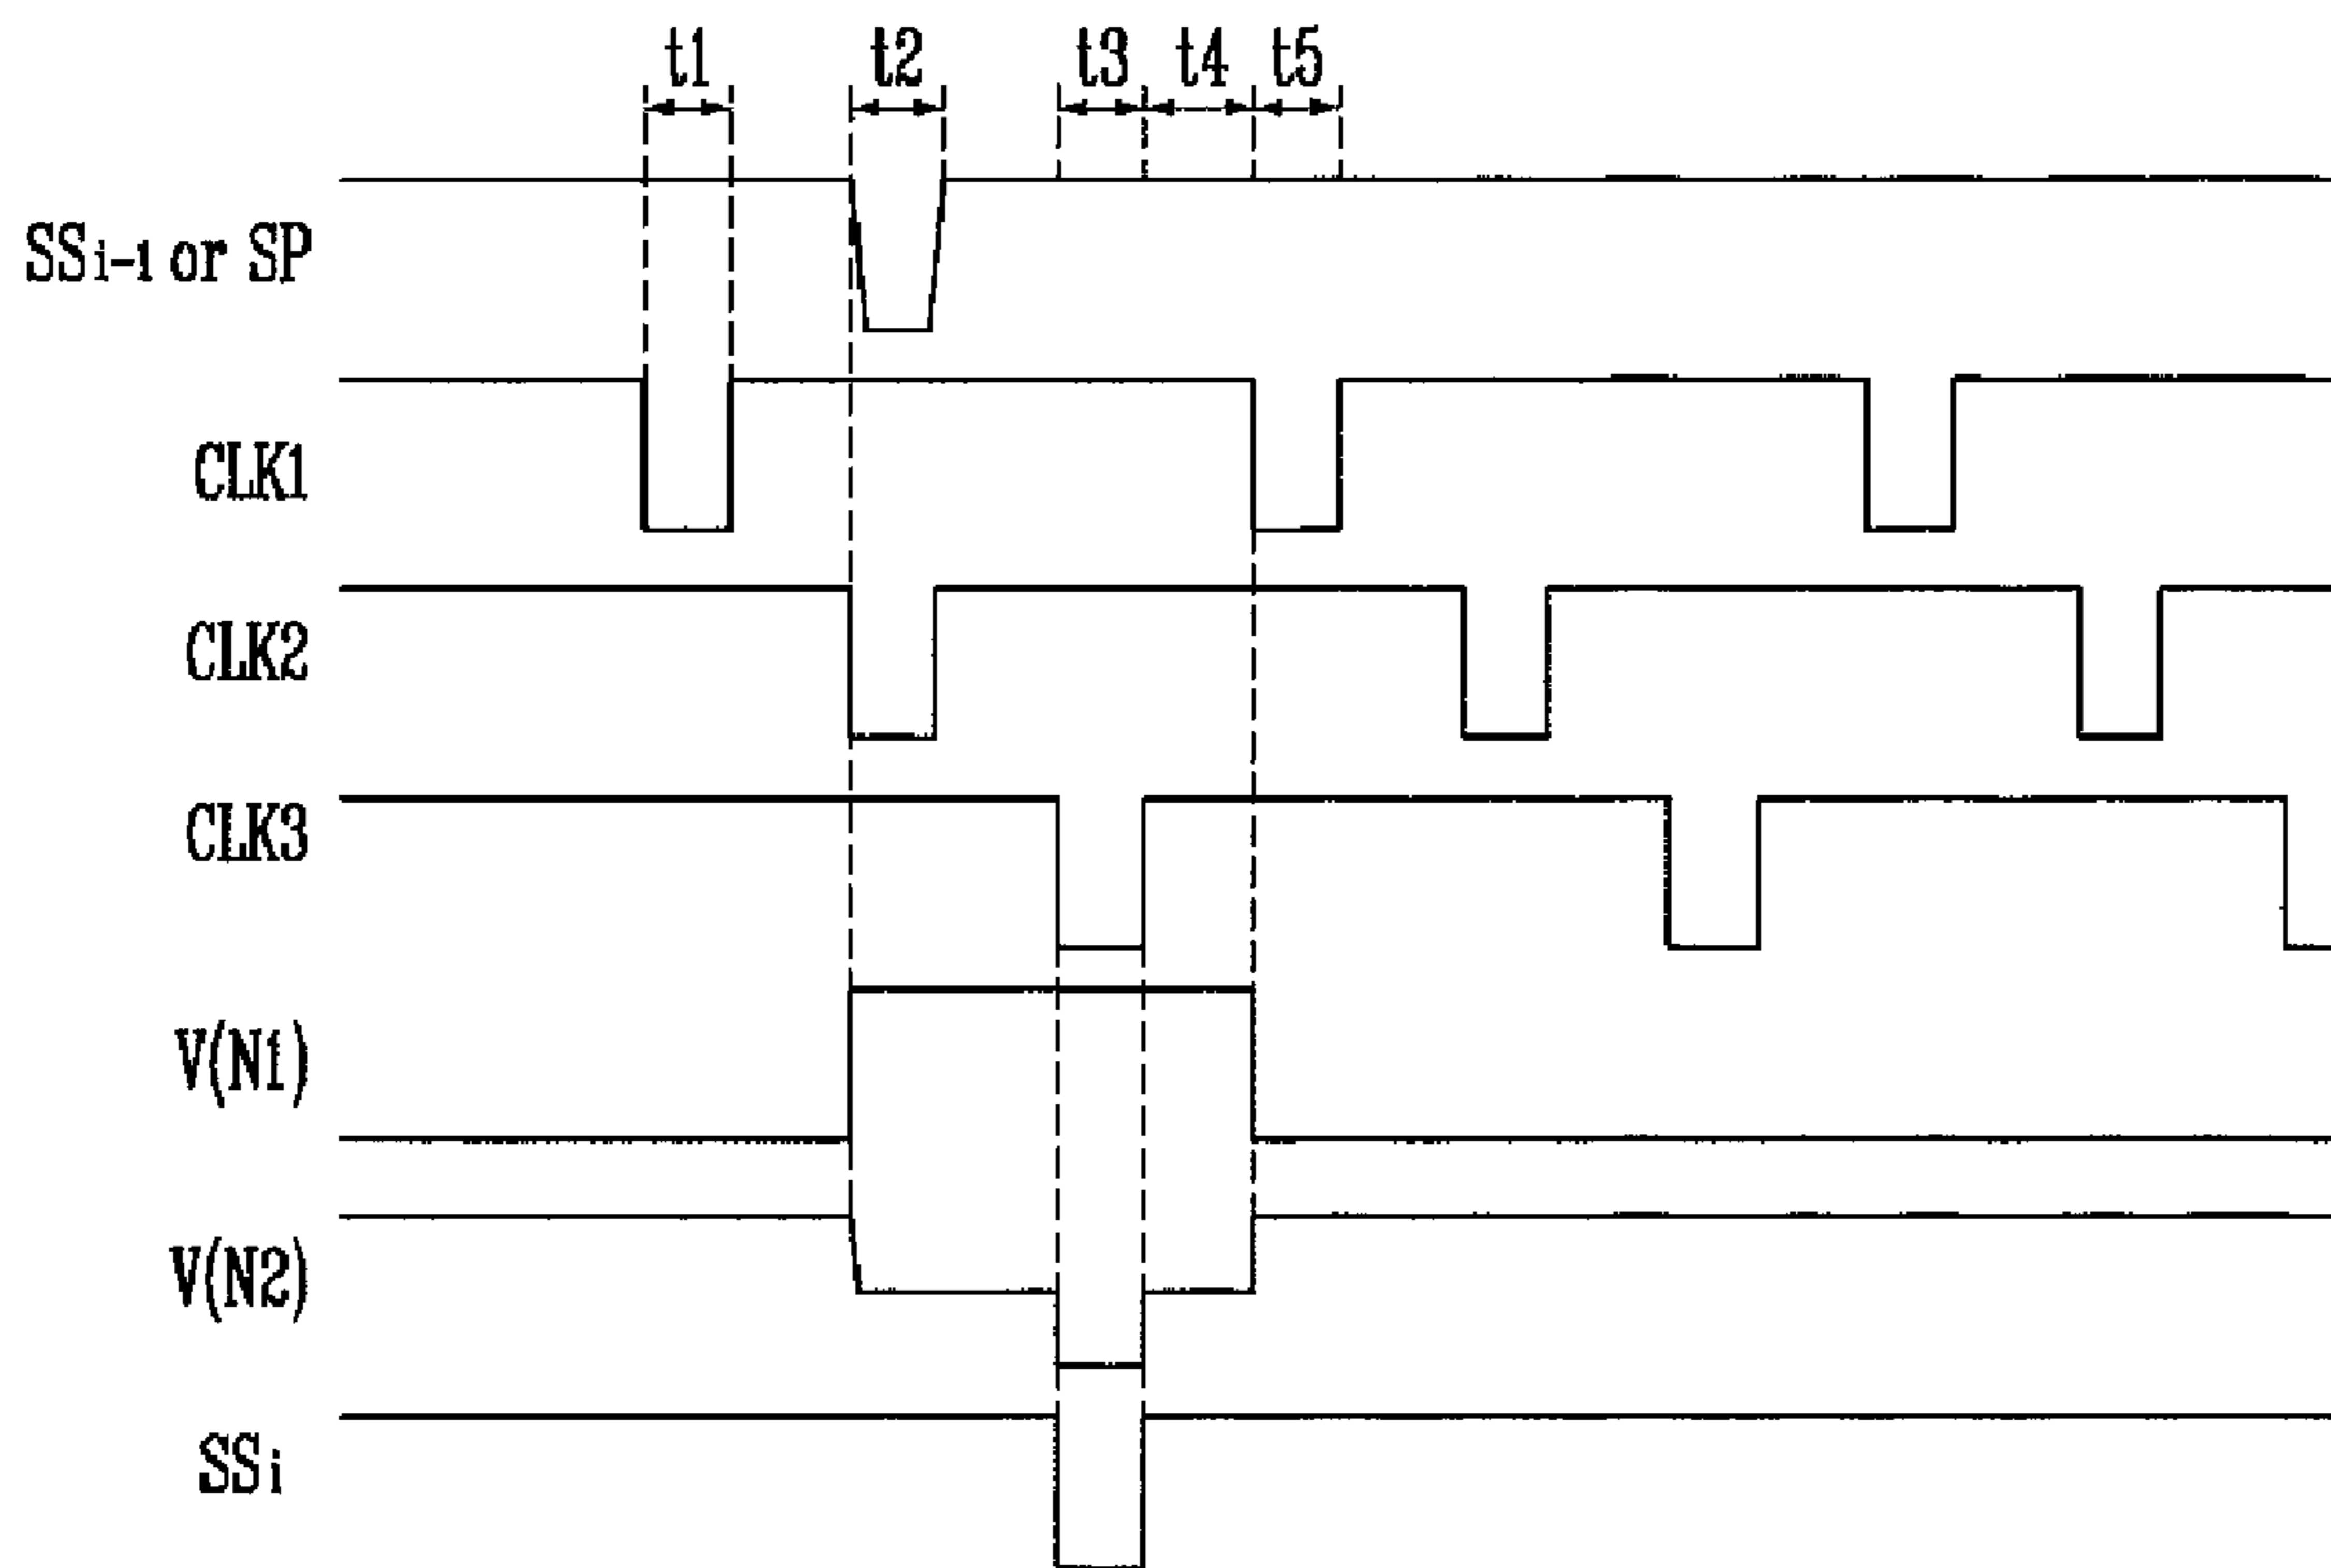 t1 t2 t3 t4 t5
SSi-1 or SP
CLK1
CLK2
CLK3
V(N1)
V(N2)
SSi